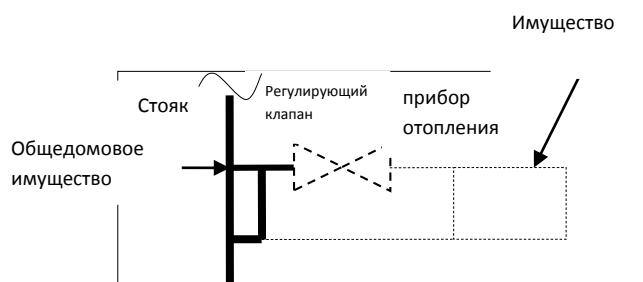 Имущество
Стояк
Регулирующий
клапан
прибор
отопления
Общедомовое
имущество